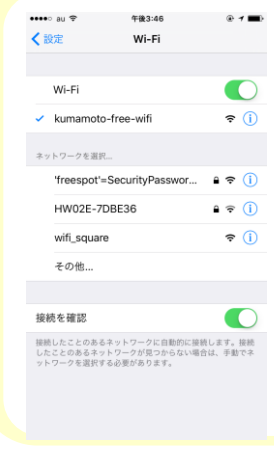 au 午後3:46
設定 Wi-Fi
Wi-Fi
kumamoto-free-wifi
ネットワークを選択...
'freespot'=SecurityPasswor...
HW02E-7DBE36
wifi_square
その他...
接続を確認
接続したことのあるネットワークに自動的に接続します。接続
したことのあるネットワークが見つからない場合は、手動でネ
ットワークを選択する必要があります。